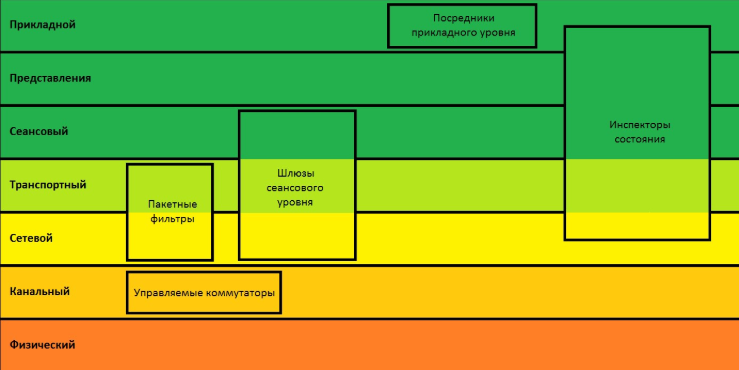 Прикладной
Посредники
прикладного уровня
Представления
Сеансовый
Инспекторы
состояния
Транспортный
Шлюзы
сеансового
уровня
Пакетные
фильтры
Сетевой
Канальный
Управляемые коммутаторы
Физический